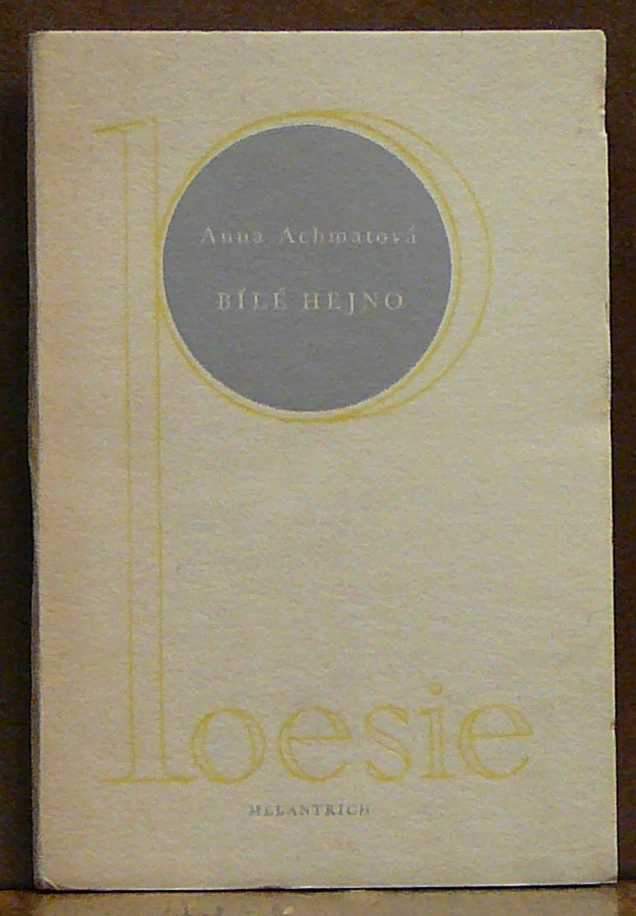 Anna Achmatová
BÍLÉ HEJNO
poesie
MELANTRICH